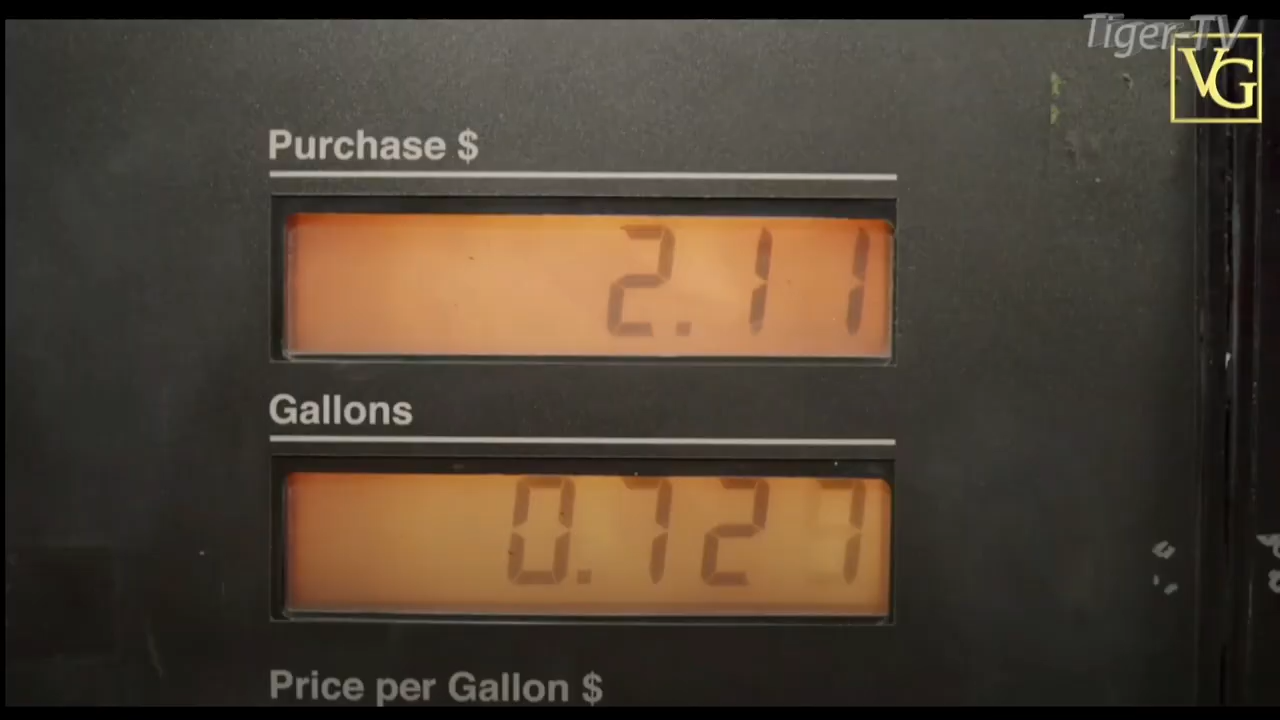 Tiger-TV
VG
Purchase $
2.11
Gallons
0.727
Price per Gallon $